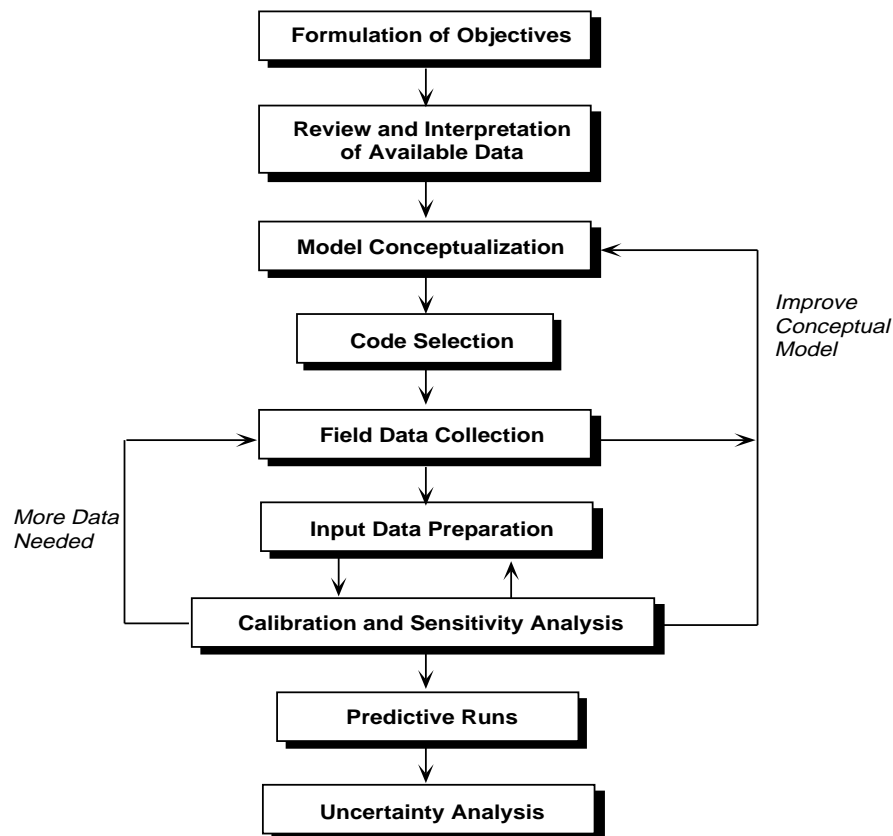 Formulation of Objectives
Review and Interpretation
of Available Data
Model Conceptualization
Improve
Conceptual
Model
Code Selection
Field Data Collection
More Data
Needed
Input Data Preparation
Calibration and Sensitivity Analysis
Predictive Runs
Uncertainty Analysis